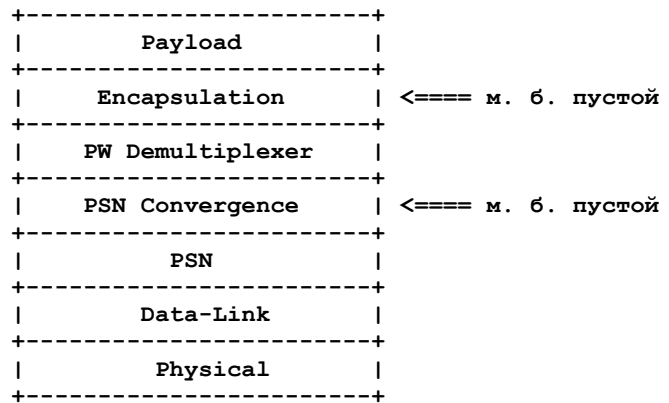 +------------------------+
|        Payload         |
+------------------------+
|     Encapsulation      | <==== м. б. пустой
+------------------------+
|    PW Demultiplexer    |
+------------------------+
|    PSN Convergence     | <==== м. б. пустой
+------------------------+
|          PSN           |
+------------------------+
|        Data-Link       |
+------------------------+
|         Physical       |
+------------------------+